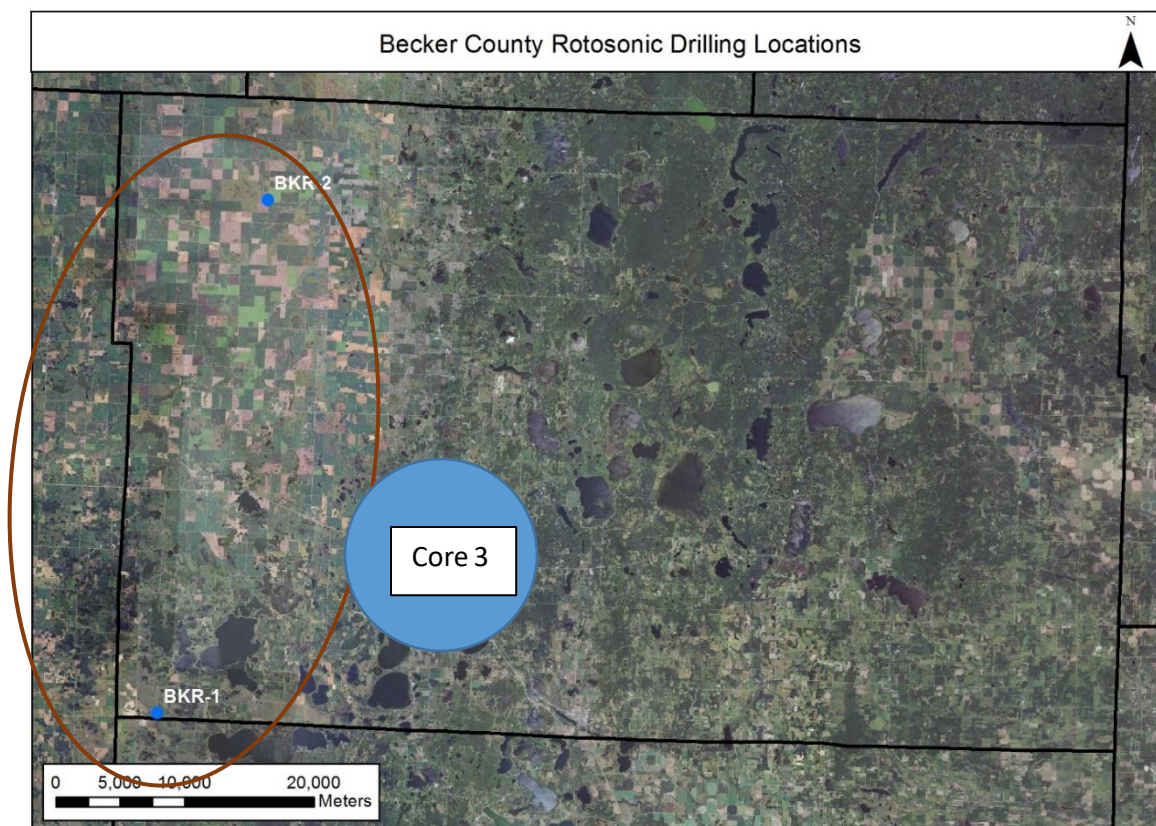 Becker County Rotosonic Drilling Locations
N
BKR-2
Core 3
BKR-1
0 5,000 10,000 20,000
Meters